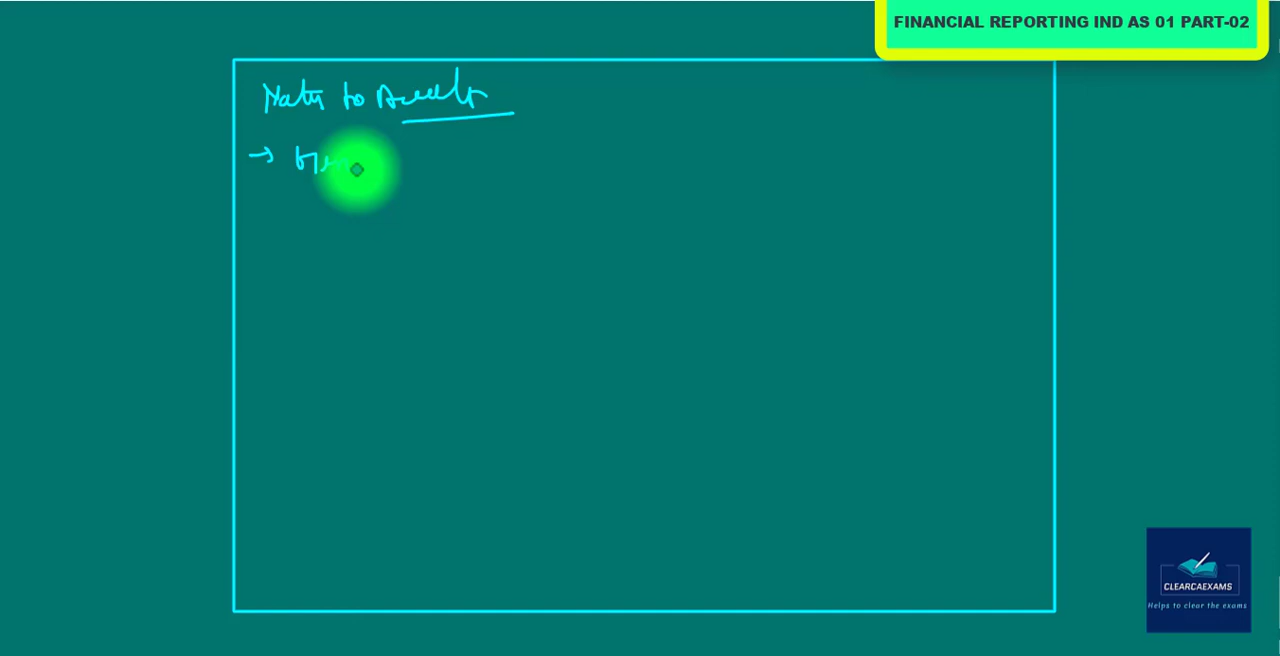 FINANCIAL REPORTING IND AS 01 PART-02
Notes to Accounts
→
CLEARCAEXAMS
Helps to clear the exams